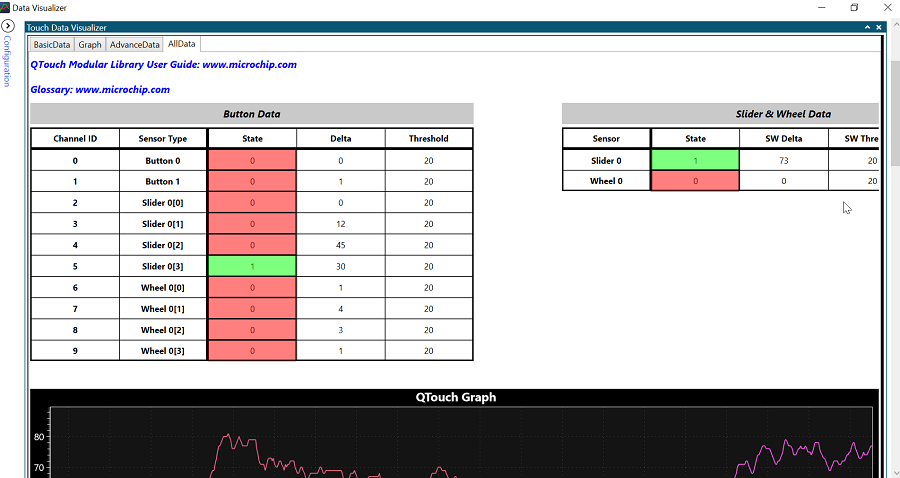 Data Visualizer
Configuration
Touch Data Visualizer
BasicData Graph AdvanceData AllData
QTouch Modular Library User Guide: www.microchip.com
Glossary: www.microchip.com
Button Data
Channel ID Sensor Type State Delta Threshold
0 Button 0 0 0 20
1 Button 1 0 1 20
2 Slider 0[0] 0 0 20
3 Slider 0[1] 0 12 20
4 Slider 0[2] 0 45 20
5 Slider 0[3] 1 30 20
6 Wheel 0[0] 0 1 20
7 Wheel 0[1] 0 4 20
8 Wheel 0[2] 0 3 20
9 Wheel 0[3] 0 1 20
Slider & Wheel Data
Sensor State SW Delta SW Thre
Slider 0 1 73 20
Wheel 0 0 0 20
QTouch Graph
80
70